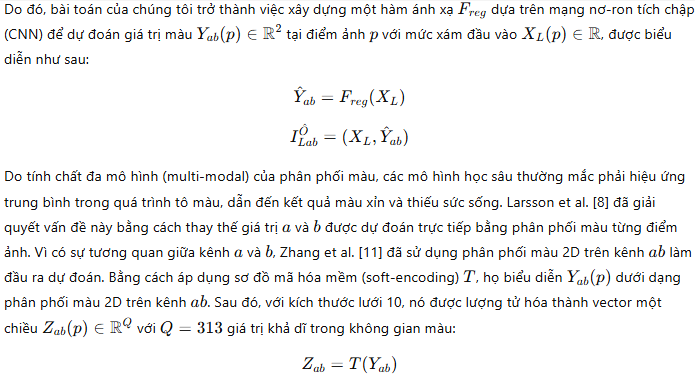 Do đó, bài toán của chúng tôi trở thành việc xây dựng một hàm ánh xạ $F_{reg}$ dựa trên mạng nơ-ron tích chập
(CNN) để dự đoán giá trị màu $Y_{ab}(p) \in \mathbb{R}^2$ tại điểm ảnh $p$ với mức xám đầu vào $X_L(p) \in \mathbb{R}$, được biểu
diễn như sau:
$\hat{Y}_{ab} = F_{reg}(X_L)$
$I_{Lab}^{\hat{O}} = (X_L, \hat{Y}_{ab})$
Do tính chất đa mô hình (multi-modal) của phân phối màu, các mô hình học sâu thường mắc phải hiệu ứng
trung bình trong quá trình tô màu, dẫn đến kết quả màu xỉn và thiếu sức sống. Larsson et al. [8] đã giải
quyết vấn đề này bằng cách thay thế giá trị $a$ và $b$ được dự đoán trực tiếp bằng phân phối màu từng điểm
ảnh. Vì có sự tương quan giữa kênh $a$ và $b$, Zhang et al. [11] đã sử dụng phân phối màu 2D trên kênh $ab$ làm
đầu ra dự đoán. Bằng cách áp dụng sơ đồ mã hóa mềm (soft-encoding) $T$, họ biểu diễn $Y_{ab}(p)$ dưới dạng
phân phối màu 2D trên kênh $ab$. Sau đó, với kích thước lưới 10, nó được lượng tử hóa thành vector một
chiều $Z_{ab}(p) \in \mathbb{R}^Q$ với $Q = 313$ giá trị khả dĩ trong không gian màu:
$Z_{ab} = T(Y_{ab})$